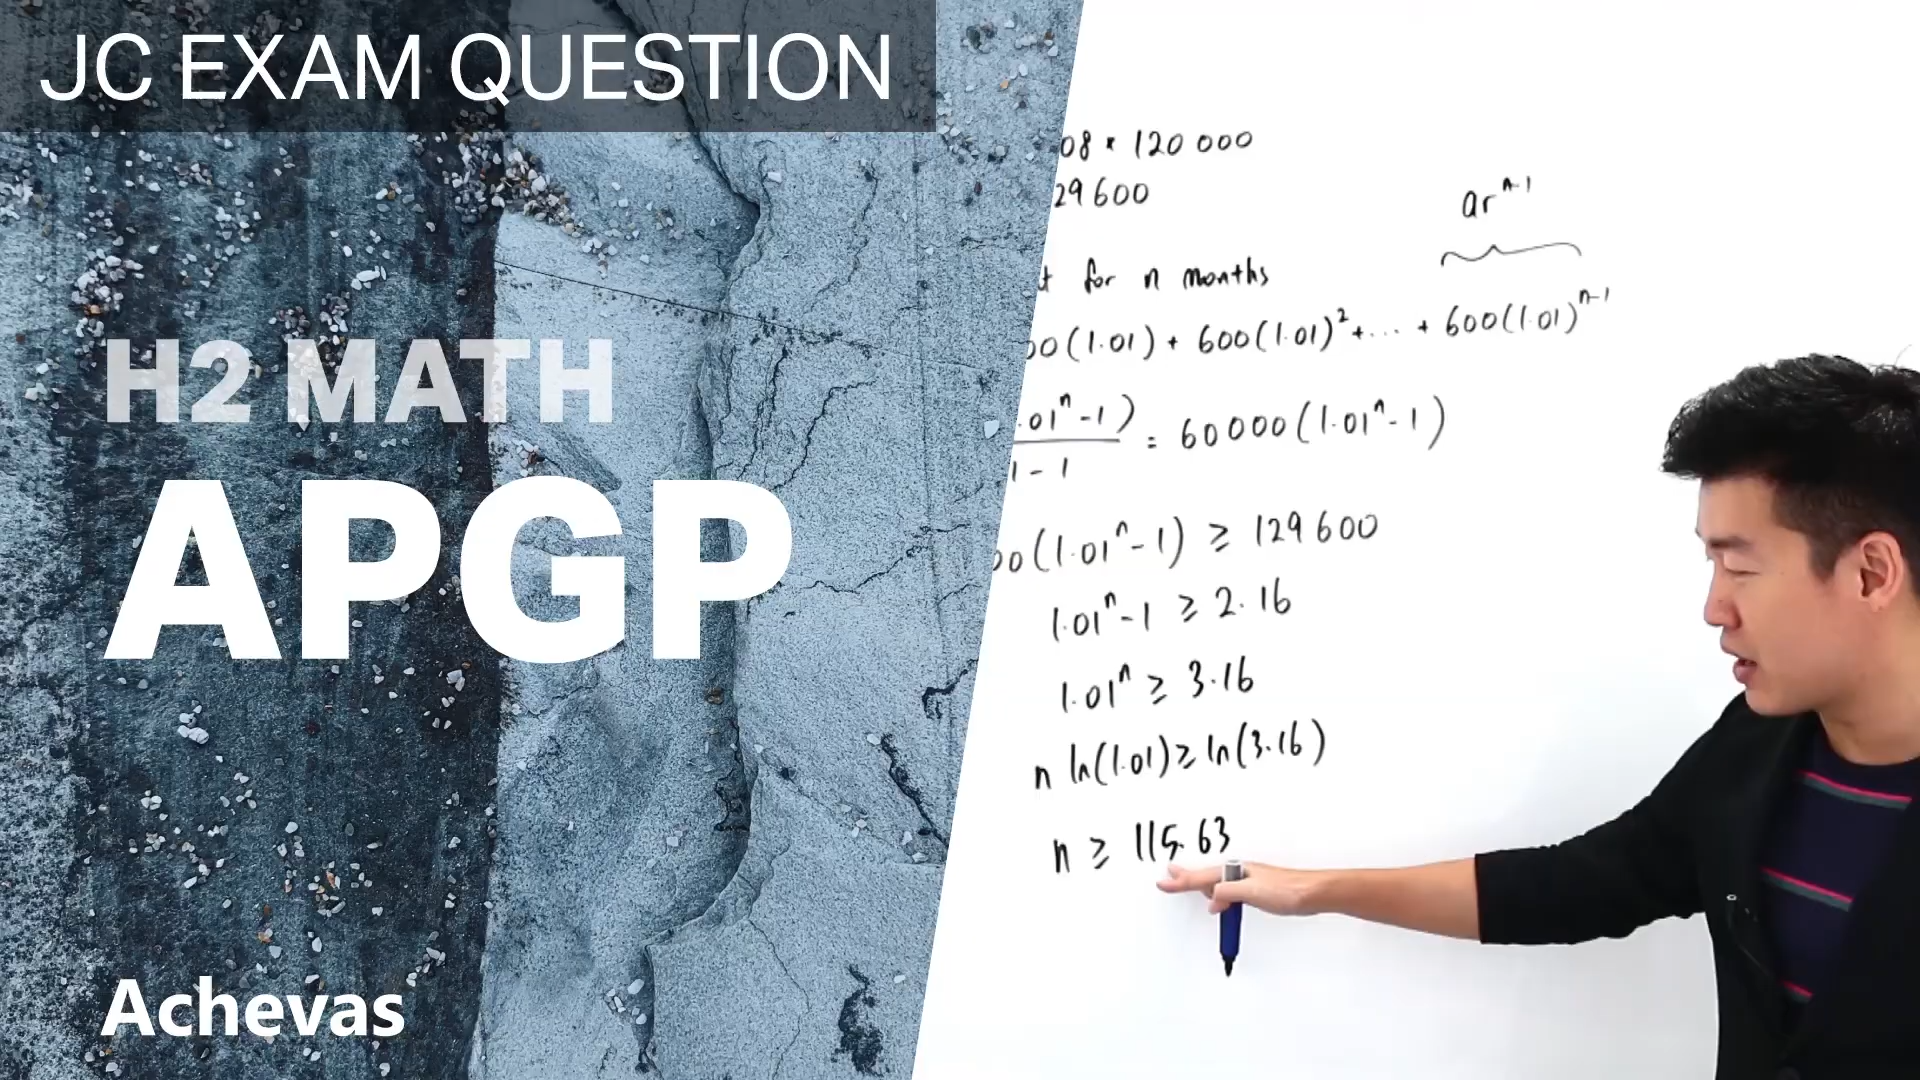 JC EXAM QUESTION
H2 MATH
APGP
Achevas
08 × 120 000
29 600
for n months
ar^{n-1}
00(1.01) + 600(1.01)^2 + ... + 600(1.01)^{n-1}
.01^n - 1) / 1 - 1 = 60000(1.01^n - 1)
00(1.01^n - 1) ≥ 129 600
1.01^n - 1 ≥ 2.16
1.01^n ≥ 3.16
n ln(1.01) ≥ ln(3.16)
n ≥ 115.63